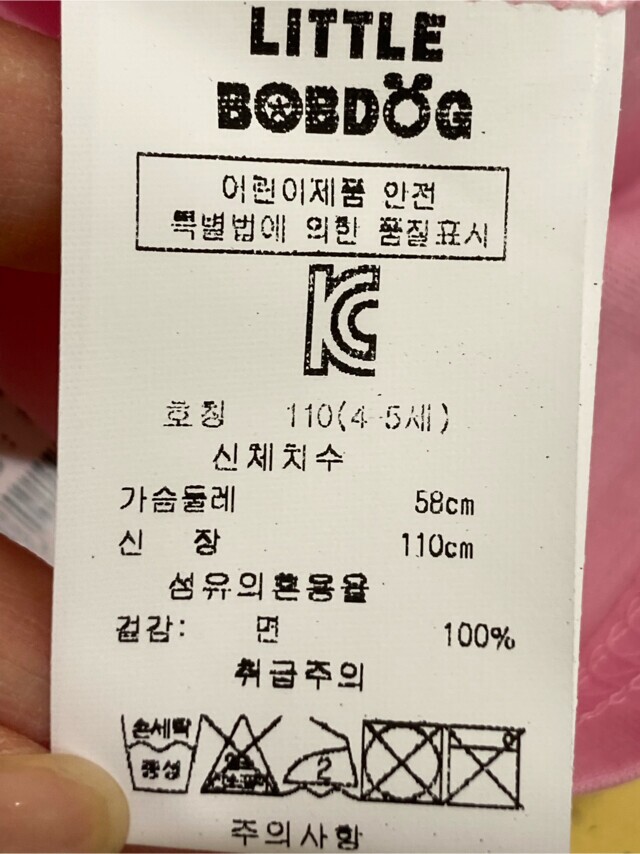 LITTLE
BOBDOG
어린이제품 안전
특별법에 의한 품질표시
KC
호칭 110(4-5세)
신체치수
가슴둘레 58cm
신 장 110cm
섬유의혼용율
겉감: 면 100%
취급주의
손세탁
중성
염소
2
주의사항